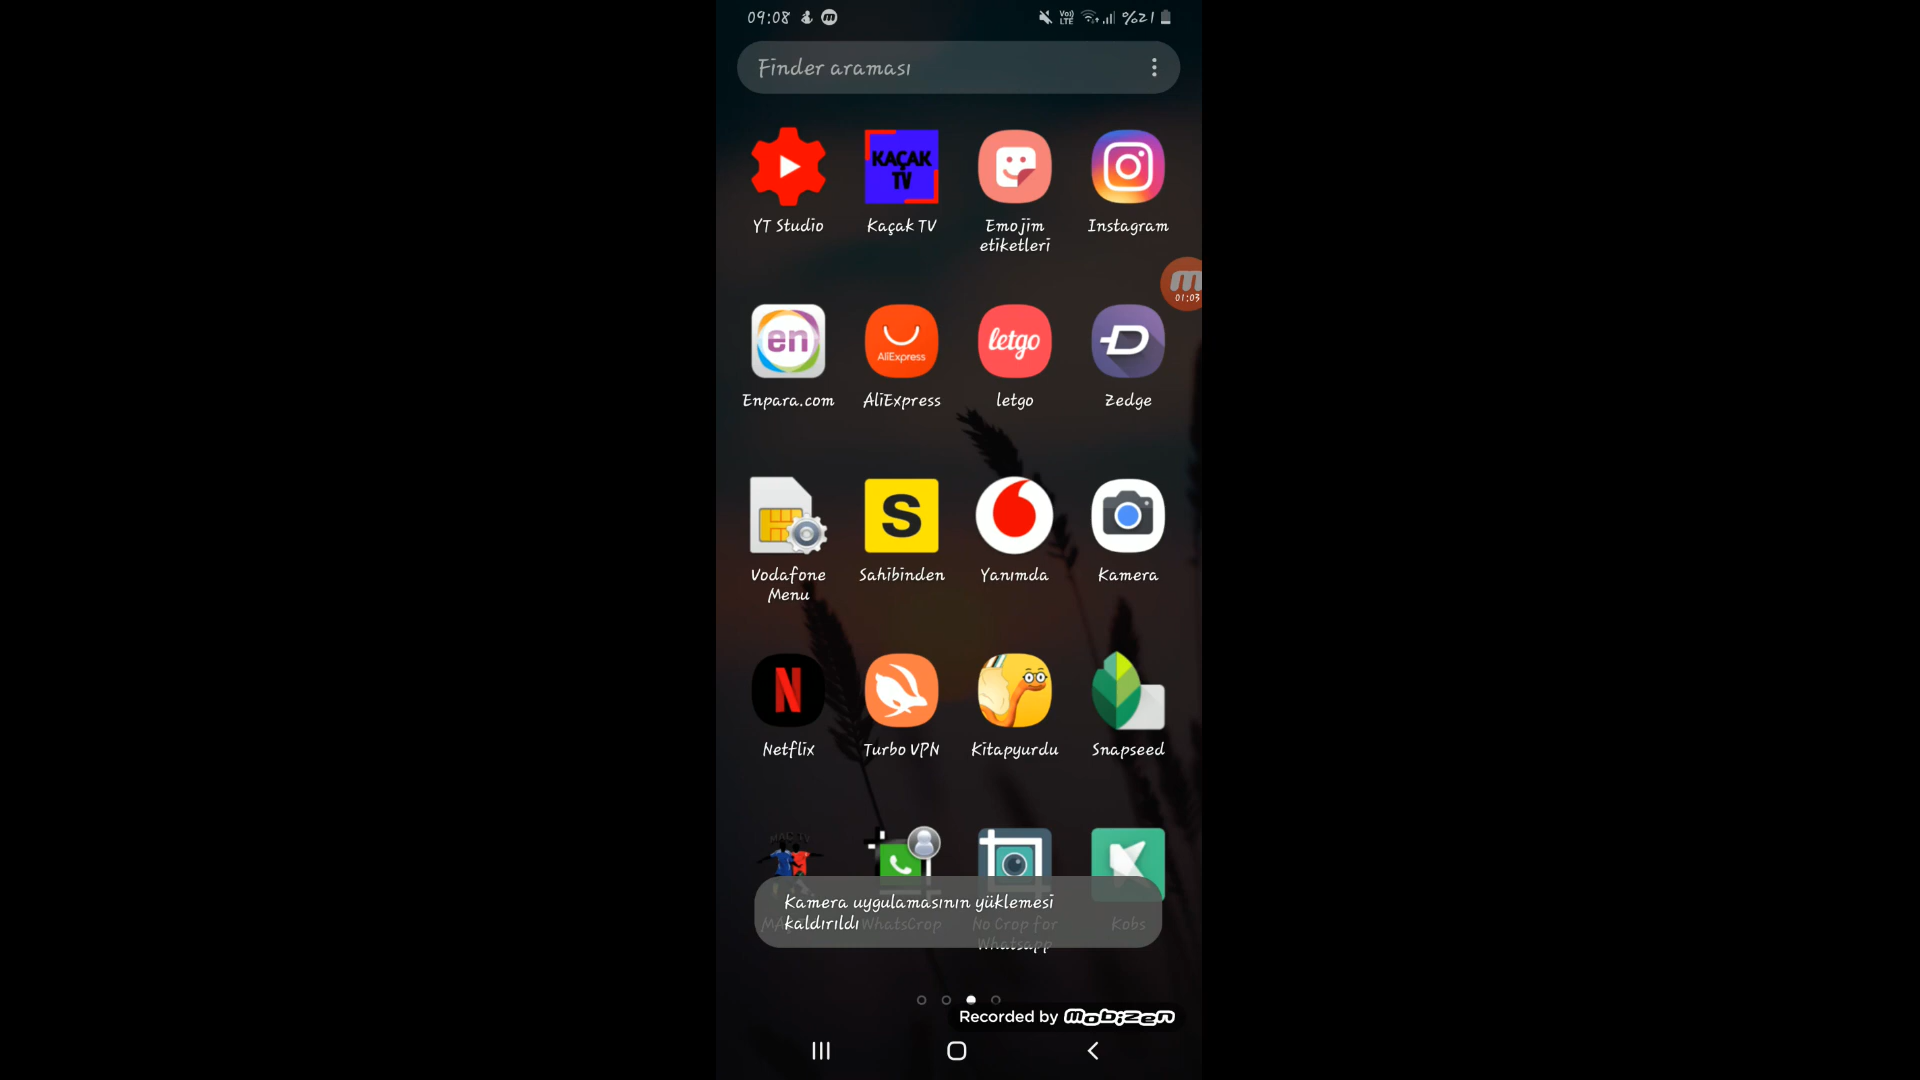 09:08
Vo))
LTE
%21
Finder araması
KAÇAK
TV
YT Studio
Kaçak TV
Emojim
etiketleri
Instagram
01:03
en
AliExpress
letgo
Enpara.com
AliExpress
letgo
Zedge
S
Vodafone
Menu
Sahibinden
Yanımda
Kamera
N
Netflix
Turbo VPN
Kitapyurdu
Snapseed
Kamera uygulamasının yüklemesi
kaldırıldı
WhatsCrop
No Crop for
Whatsapp
Kobs
Recorded by Mobizen